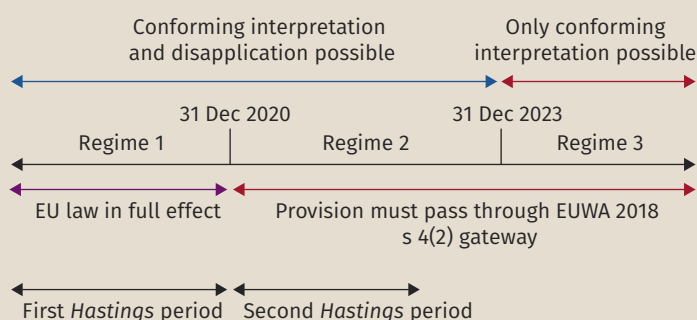 Conforming interpretation
and disapplication possible
Only conforming
interpretation possible
31 Dec 2020
31 Dec 2023
Regime 1
Regime 2
Regime 3
EU law in full effect
Provision must pass through EUWA 2018
s 4(2) gateway
First Hastings period
Second Hastings period